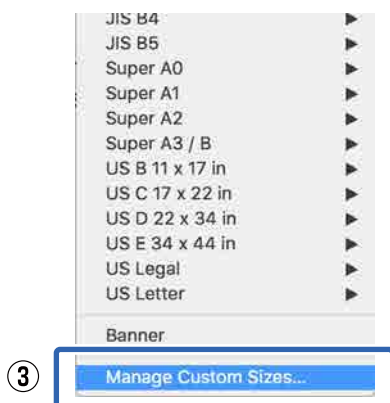 JIS B4
JIS B5
Super A0
Super A1
Super A2
Super A3 / B
US B 11 x 17 in
US C 17 x 22 in
US D 22 x 34 in
US E 34 x 44 in
US Legal
US Letter
Banner
③ Manage Custom Sizes...